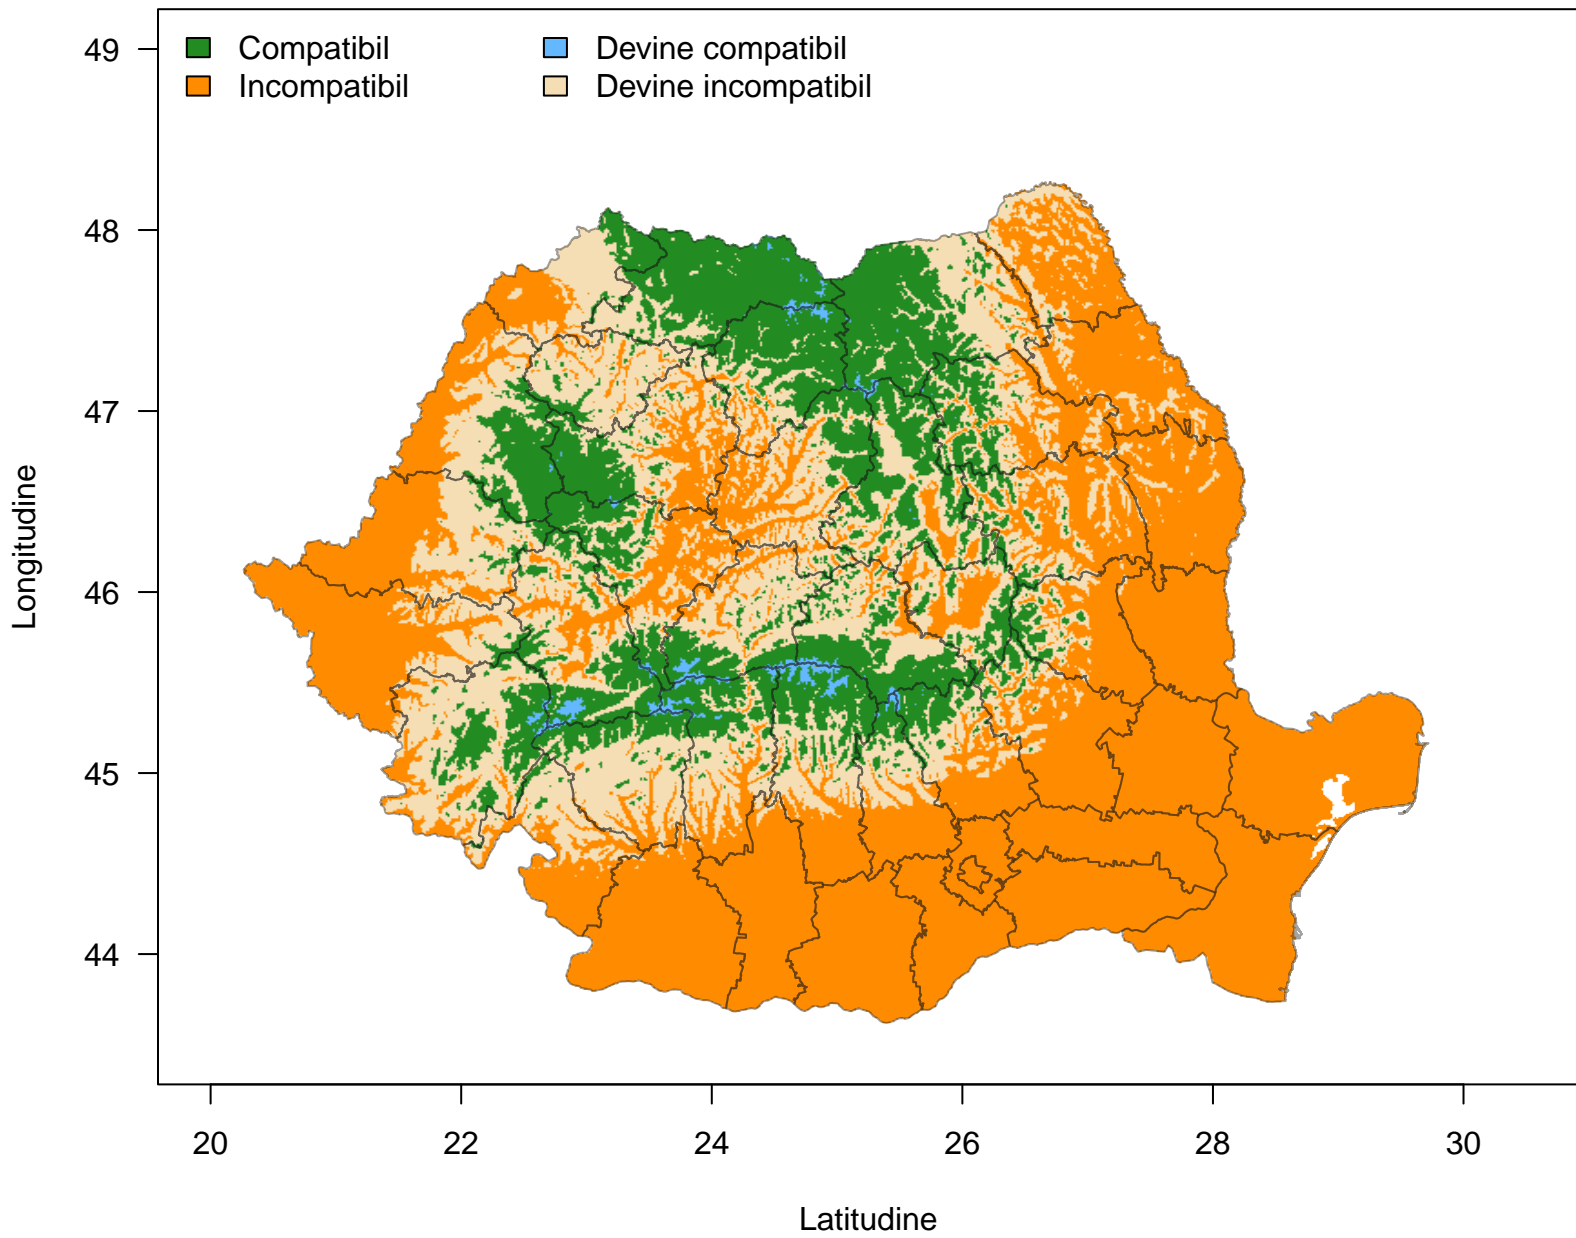 Compatibil
Devine compatibil
Incompatibil
Devine incompatibil
49
48
47
46
45
44
Longitudine
20 22 24 26 28 30
Latitudine